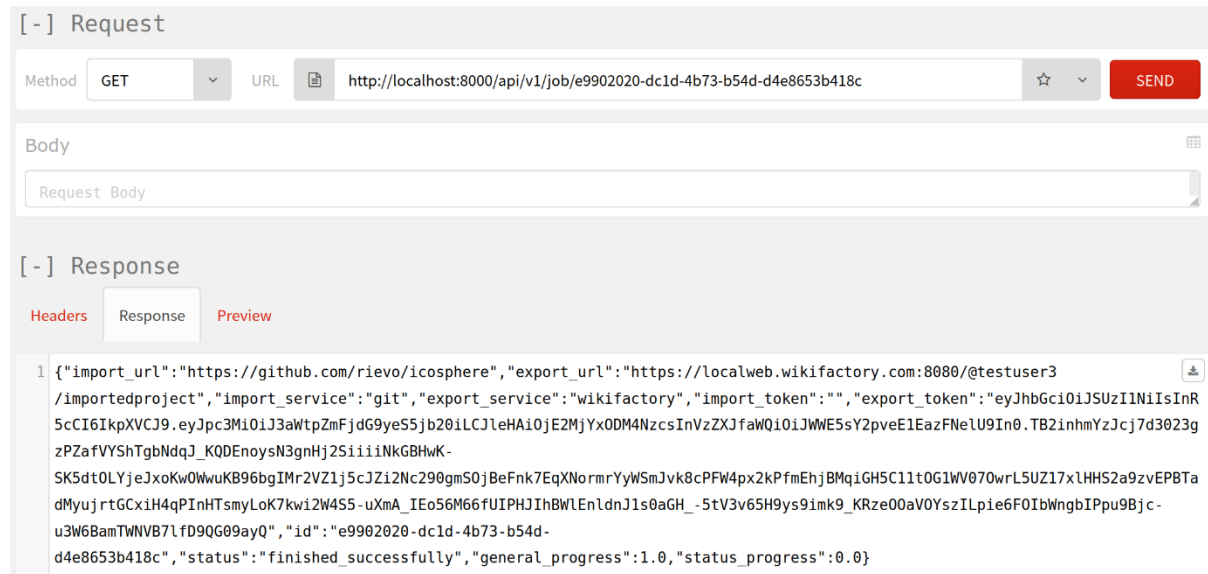 [-] Request
Method GET URL http://localhost:8000/api/v1/job/e9902020-dc1d-4b73-b54d-d4e8653b418c SEND
Body
Request Body
[-] Response
Headers Response Preview
1 {"import_url":"https://github.com/rievo/icosphere","export_url":"https://localweb.wikifactory.com:8080/@testuser3
/importedproject","import_service":"git","export_service":"wikifactory","import_token":"","export_token":"eyJhbGciOiJSUzI1NiIsInR
5cCI6IkpXVCJ9.eyJpc3MiOiJ3aWtpZmFjdG9yeS5jb20iLCJleHAiOjE2MjYxODM4NzcsInVzZXJfaWQiOiJWWE5sY2pveE1EazFNelU9In0.TB2inhmYzJcj7d3023g
zPZafVYShTgbNdqJ_KQDEnoysN3gnHj2SiiiiNkGBHwK-
SK5dtOLYjeJxoKwOWwuKB96bgIMr2VZ1j5cJZi2Nc290gmSOjBeFnk7EqXNormrYyWSmJvk8cPFW4px2kPfmEhjBMqiGH5C11tOG1WV07OwrL5UZ17xlHHS2a9zvEPBTa
dMyujrtGCxiH4qPInHTsmyLoK7kwi2W4S5-uXmA_IEo56M66fUIPHJIhBWlEnldnJ1s0aGH_-5tV3v65H9ys9imk9_KRzeOOaVOYszILpie6FOIbWngbIPpu9Bjc-
u3W6BamTWNVB7lfD9QG09ayQ","id":"e9902020-dc1d-4b73-b54d-
d4e8653b418c","status":"finished_successfully","general_progress":1.0,"status_progress":0.0}